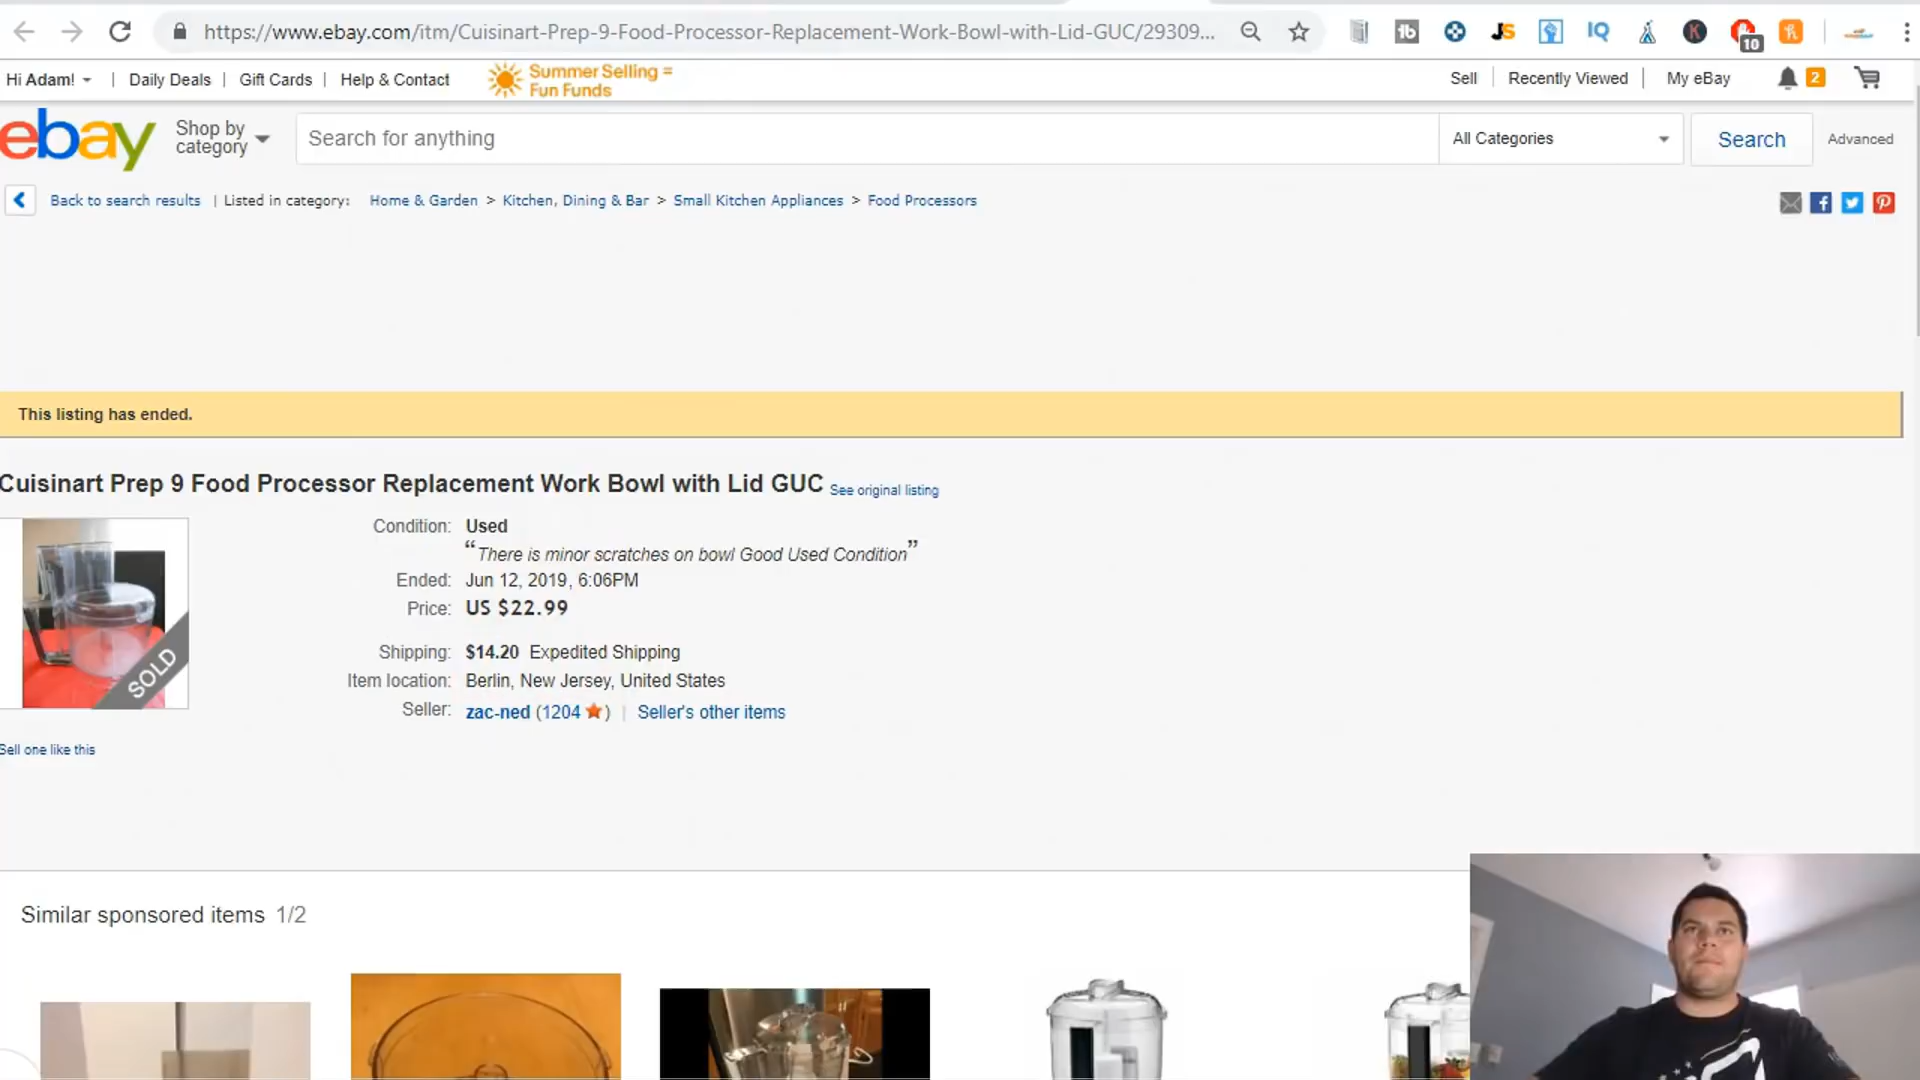 https://www.ebay.com/itm/Cuisinart-Prep-9-Food-Processor-Replacement-Work-Bowl-with-Lid-GUC/29309...
tb
JS
IQ
K
10
h
Hi Adam! | Daily Deals | Gift Cards | Help & Contact
Summer Selling =
Fun Funds
Sell | Recently Viewed | My eBay
2
ebay
Shop by
category
Search for anything
All Categories
Search
Advanced
Back to search results | Listed in category: Home & Garden > Kitchen, Dining & Bar > Small Kitchen Appliances > Food Processors
This listing has ended.
Cuisinart Prep 9 Food Processor Replacement Work Bowl with Lid GUC See original listing
Condition: Used
“There is minor scratches on bowl Good Used Condition”
Ended: Jun 12, 2019, 6:06PM
Price: US $22.99
Shipping: $14.20 Expedited Shipping
Item location: Berlin, New Jersey, United States
Seller: zac-ned (1204) | Seller's other items
SOLD
Sell one like this
Similar sponsored items 1/2